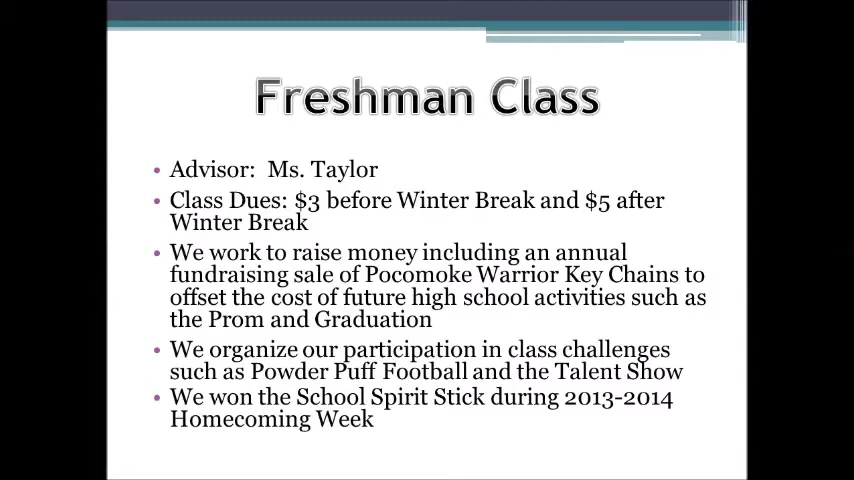 Freshman Class
• Advisor:  Ms. Taylor
• Class Dues: $3 before Winter Break and $5 after
Winter Break
• We work to raise money including an annual
fundraising sale of Pocomoke Warrior Key Chains to
offset the cost of future high school activities such as
the Prom and Graduation
• We organize our participation in class challenges
such as Powder Puff Football and the Talent Show
• We won the School Spirit Stick during 2013-2014
Homecoming Week